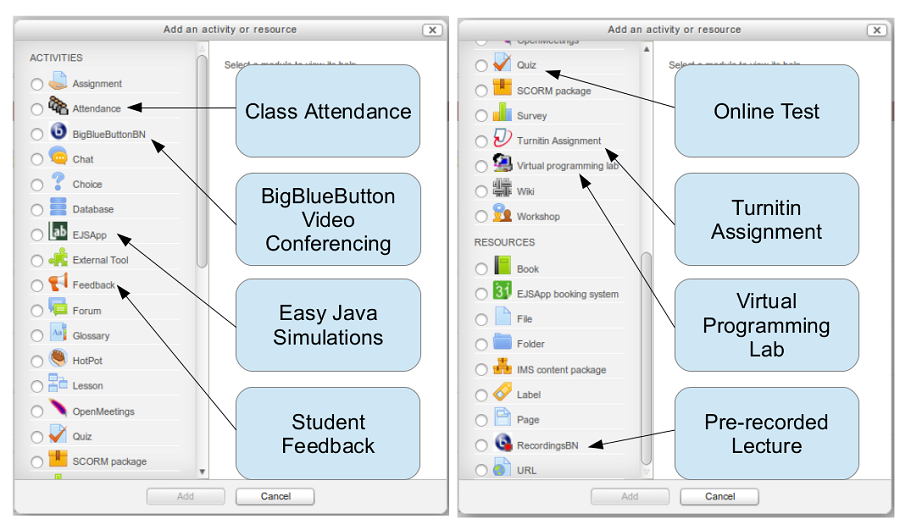 Add an activity or resource
ACTIVITIES
Select a module to view its help
Assignment
Attendance
BigBlueButtonBN
Chat
Choice
Database
EJSApp
External Tool
Feedback
Forum
Glossary
HotPot
Lesson
OpenMeetings
Quiz
SCORM package
Class Attendance
BigBlueButton
Video
Conferencing
Easy Java
Simulations
Student
Feedback
Add
Cancel
Add an activity or resource
OpenMeetings
Select a module to view its help
Quiz
SCORM package
Survey
Turnitin Assignment
Virtual programming lab
Wiki
Workshop
RESOURCES
Book
EJSApp booking system
File
Folder
IMS content package
Label
Page
RecordingsBN
URL
Online Test
Turnitin
Assignment
Virtual
Programming
Lab
Pre-recorded
Lecture
Add
Cancel